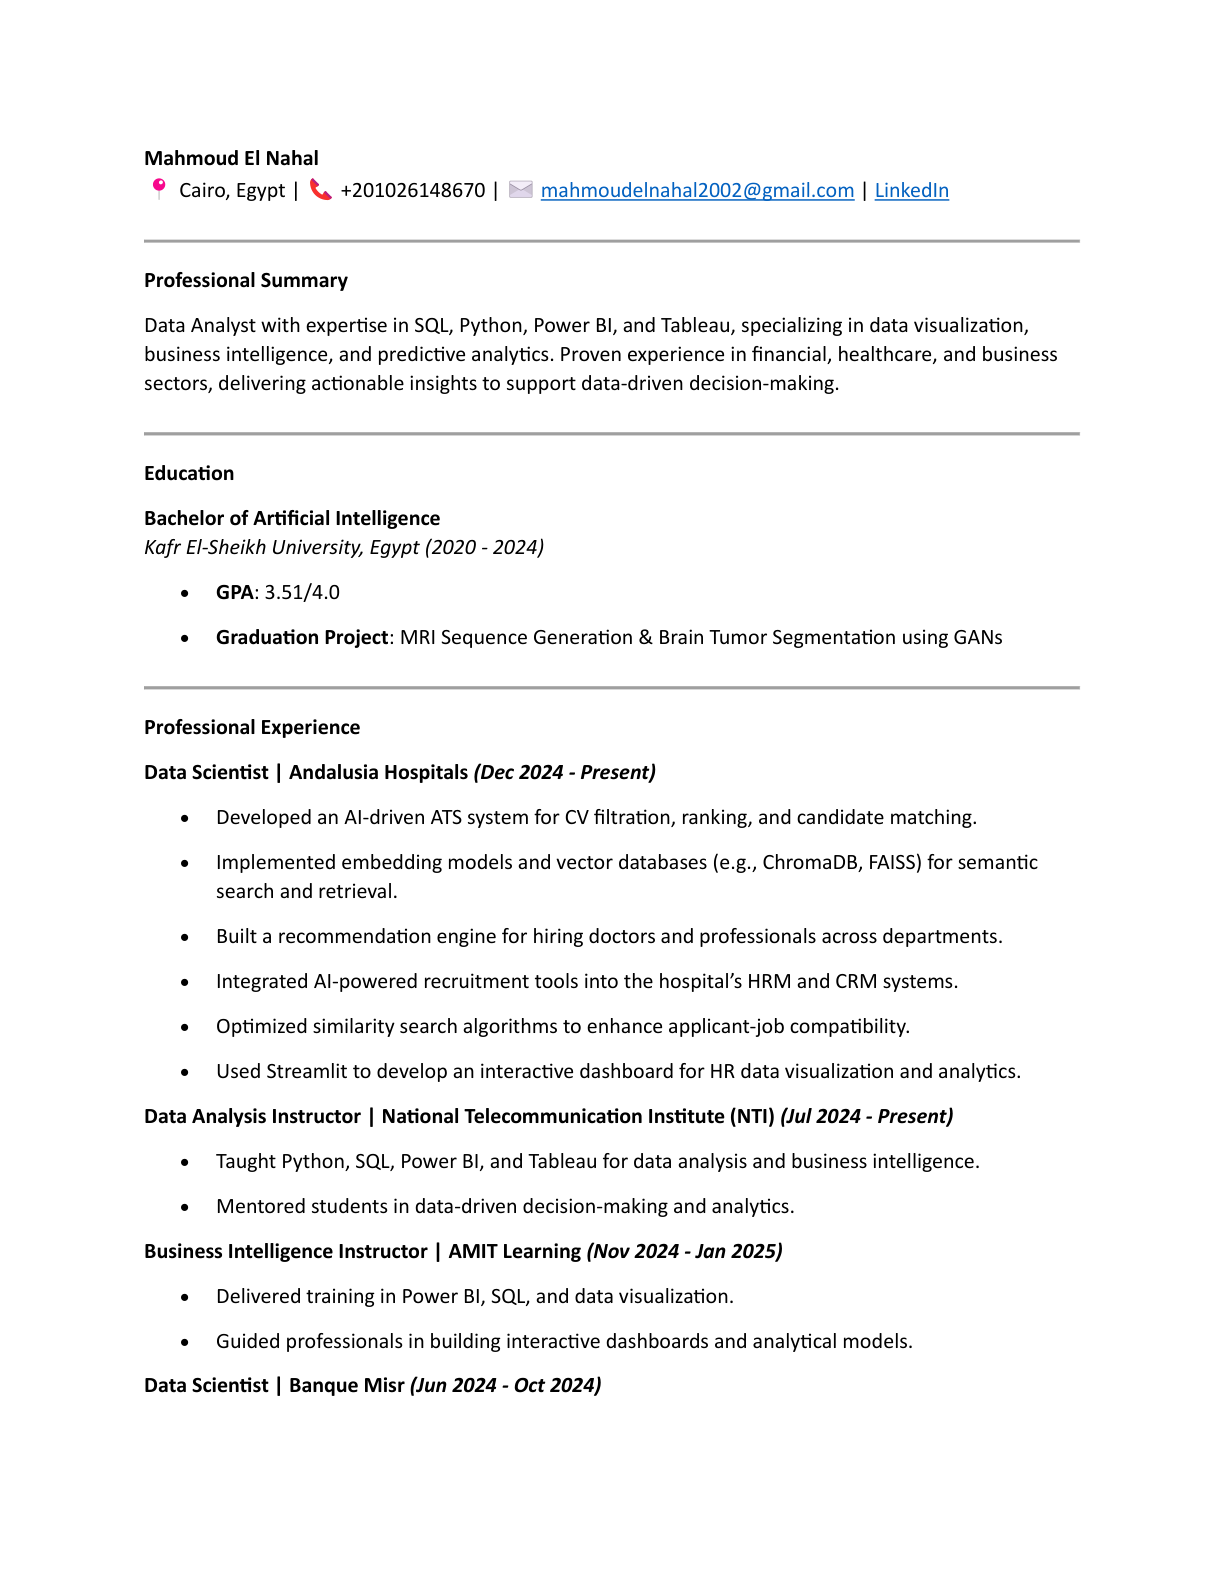 Mahmoud El Nahal
📍 Cairo, Egypt | 📞 +201026148670 | ✉️ mahmoudelnahal2002@gmail.com | LinkedIn
Professional Summary
Data Analyst with expertise in SQL, Python, Power BI, and Tableau, specializing in data visualization,
business intelligence, and predictive analytics. Proven experience in financial, healthcare, and business
sectors, delivering actionable insights to support data-driven decision-making.
Education
Bachelor of Artificial Intelligence
Kafr El-Sheikh University, Egypt (2020 - 2024)
• GPA: 3.51/4.0
• Graduation Project: MRI Sequence Generation & Brain Tumor Segmentation using GANs
Professional Experience
Data Scientist | Andalusia Hospitals (Dec 2024 - Present)
• Developed an AI-driven ATS system for CV filtration, ranking, and candidate matching.
• Implemented embedding models and vector databases (e.g., ChromaDB, FAISS) for semantic
search and retrieval.
• Built a recommendation engine for hiring doctors and professionals across departments.
• Integrated AI-powered recruitment tools into the hospital’s HRM and CRM systems.
• Optimized similarity search algorithms to enhance applicant-job compatibility.
• Used Streamlit to develop an interactive dashboard for HR data visualization and analytics.
Data Analysis Instructor | National Telecommunication Institute (NTI) (Jul 2024 - Present)
• Taught Python, SQL, Power BI, and Tableau for data analysis and business intelligence.
• Mentored students in data-driven decision-making and analytics.
Business Intelligence Instructor | AMIT Learning (Nov 2024 - Jan 2025)
• Delivered training in Power BI, SQL, and data visualization.
• Guided professionals in building interactive dashboards and analytical models.
Data Scientist | Banque Misr (Jun 2024 - Oct 2024)